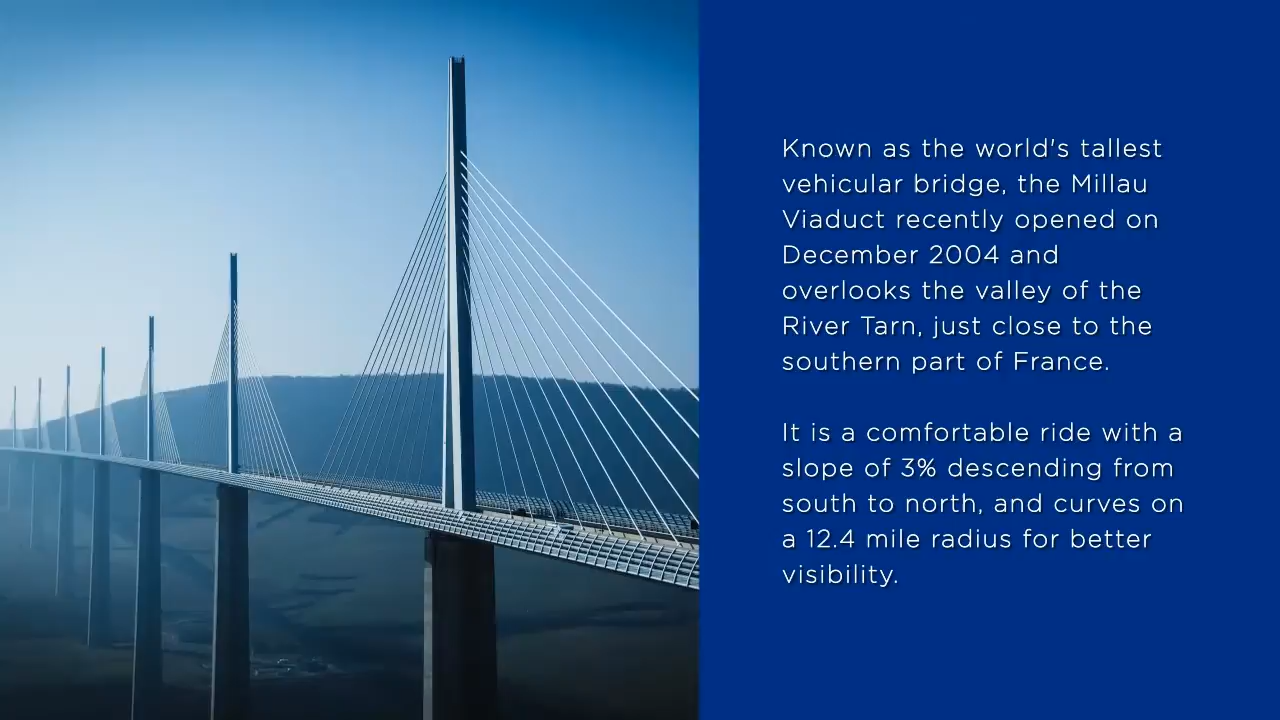 Known as the world's tallest
vehicular bridge, the Millau
Viaduct recently opened on
December 2004 and
overlooks the valley of the
River Tarn, just close to the
southern part of France.
It is a comfortable ride with a
slope of 3% descending from
south to north, and curves on
a 12.4 mile radius for better
visibility.